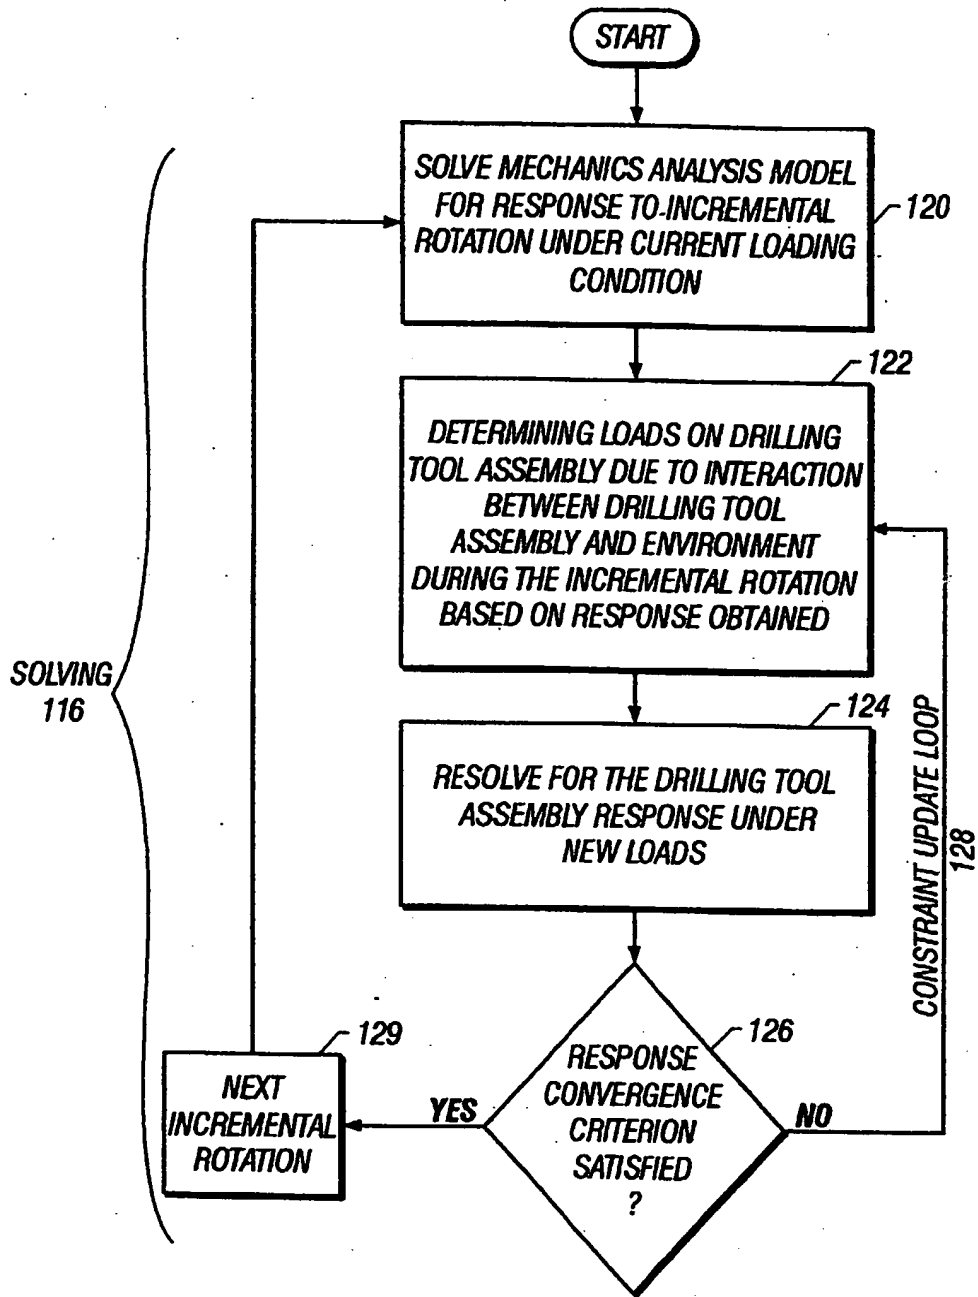 START
SOLVE MECHANICS ANALYSIS MODEL
FOR RESPONSE TO-INCREMENTAL
ROTATION UNDER CURRENT LOADING
CONDITION
120
122
DETERMINING LOADS ON DRILLING
TOOL ASSEMBLY DUE TO INTERACTION
BETWEEN DRILLING TOOL
ASSEMBLY AND ENVIRONMENT
DURING THE INCREMENTAL ROTATION
BASED ON RESPONSE OBTAINED
SOLVING
116
124
RESOLVE FOR THE DRILLING TOOL
ASSEMBLY RESPONSE UNDER
NEW LOADS
CONSTRAINT UPDATE LOOP
128
126
RESPONSE
CONVERGENCE
CRITERION
SATISFIED
?
YES
NO
129
NEXT
INCREMENTAL
ROTATION